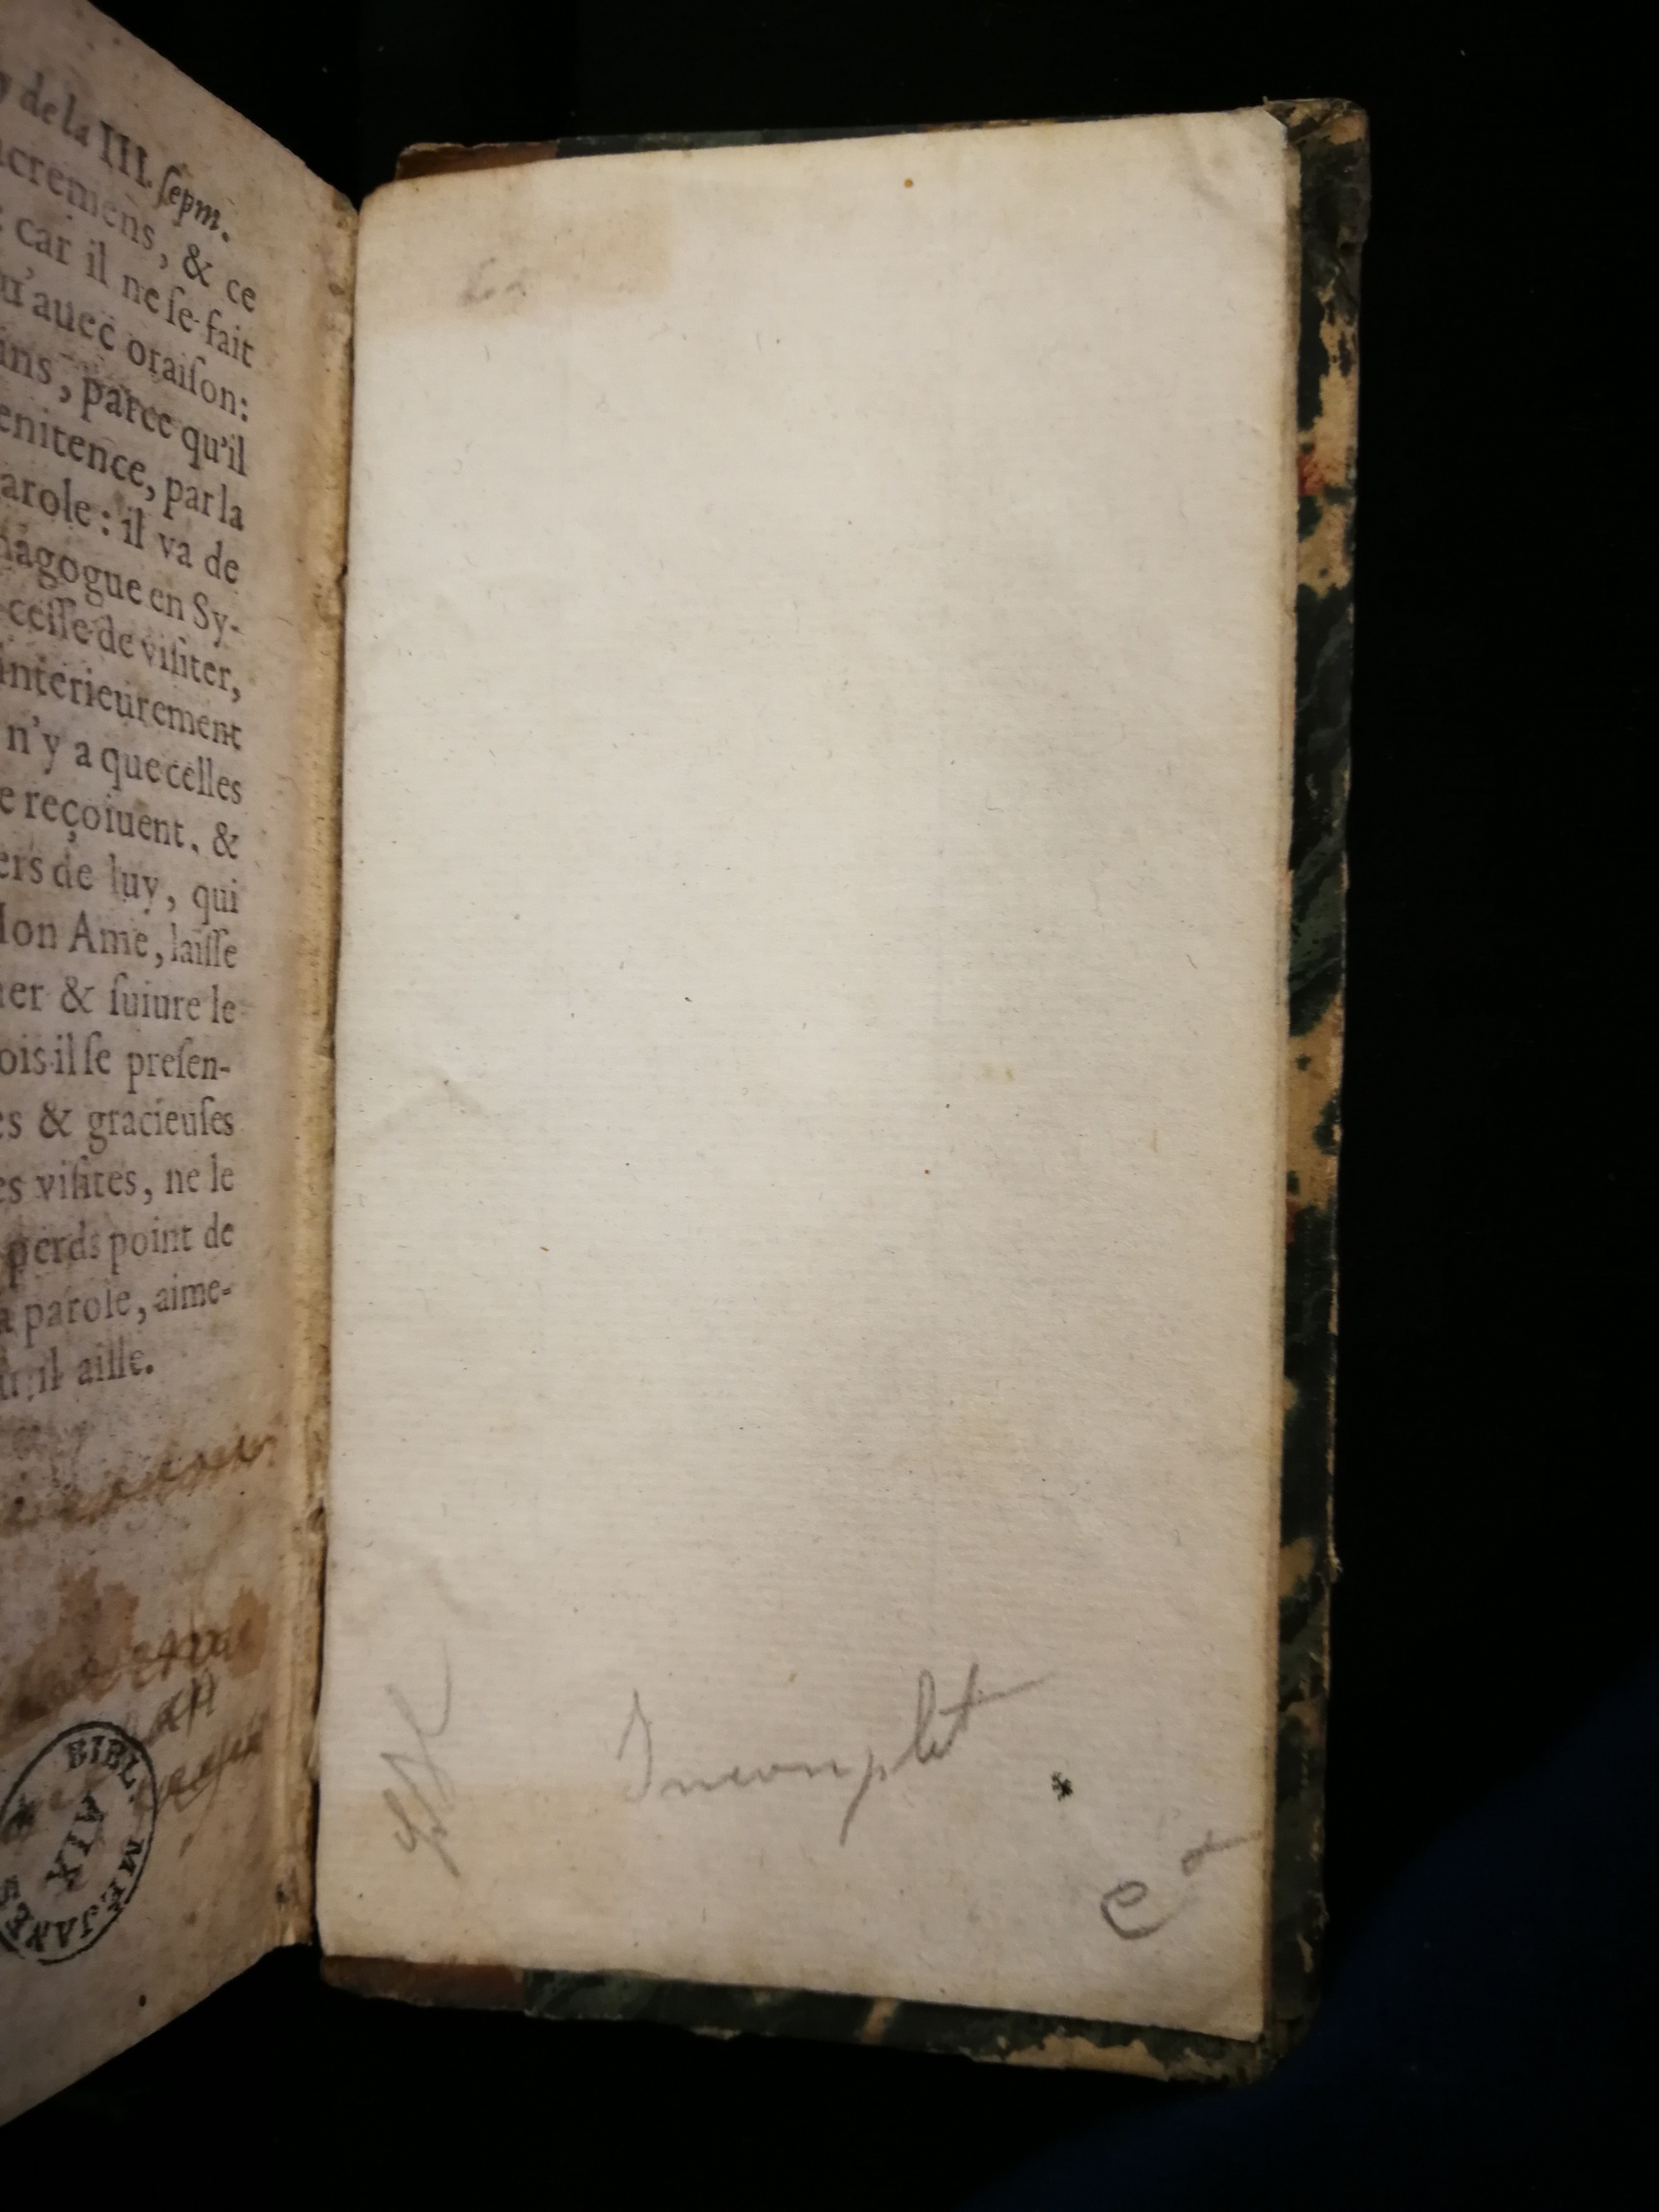 de la III. ſepm.
cremens, & ce
car il ne ſe fait
u'auec oraiſon:
ins, parce qu'il
enitence, par la
arole: il va de
nagogue en Sy-
ceſſe de viſiter,
interieurement
n'y a que celles
e reçoiuent, &
ers de luy, qui
Mon Ame, laiſſe
er & ſuiure le
ois il ſe preſen-
es & gracieuſes
es viſites, ne le
perds point de
a parole, aime-
il aille.
BIBL. MEJANES
XIV
Incomplet